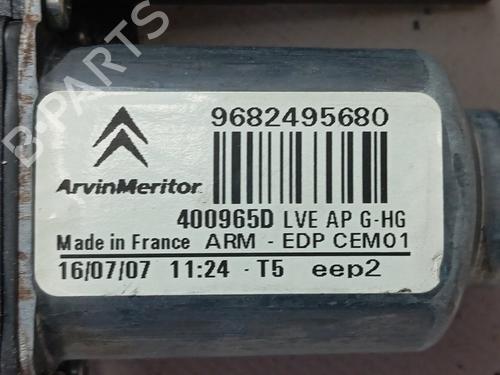 9682495680
ArvinMeritor
400965D LVE AP G-HG
Made in France ARM - EDP CEM01
16/07/07 11:24 - T5 eep2